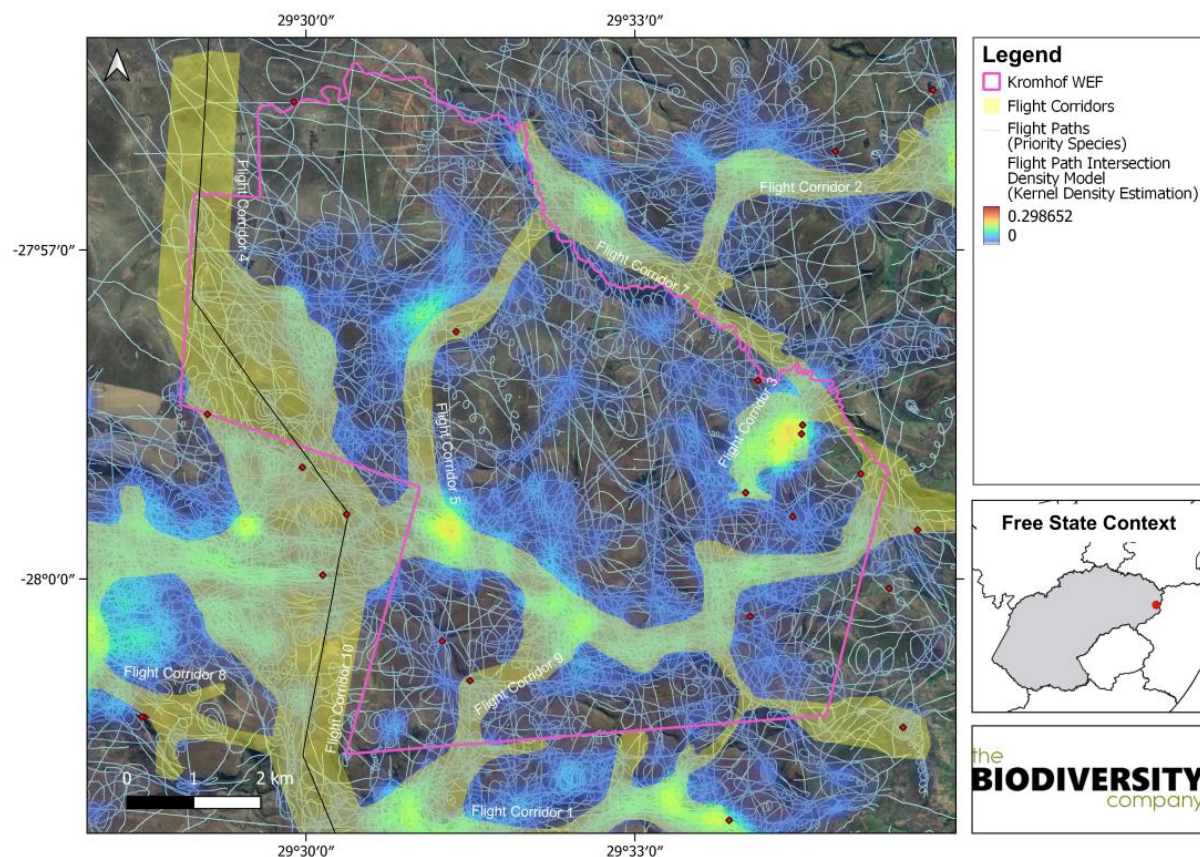 29°30′0″
29°33′0″
Legend
Kromhof WEF
Flight Corridors
Flight Paths
(Priority Species)
Flight Path Intersection
Density Model
(Kernel Density Estimation)
0.298652
0
Flight Corridor 4
Flight Corridor 2
-27°57′0″
Flight Corridor 7
Flight Corridor 3
Flight Corridor 5
-28°0′0″
Free State Context
Flight Corridor 8
Flight Corridor 10
Flight Corridor 9
0 1 2 km
Flight Corridor 1
the
BIODIVERSITY
company
29°30′0″
29°33′0″